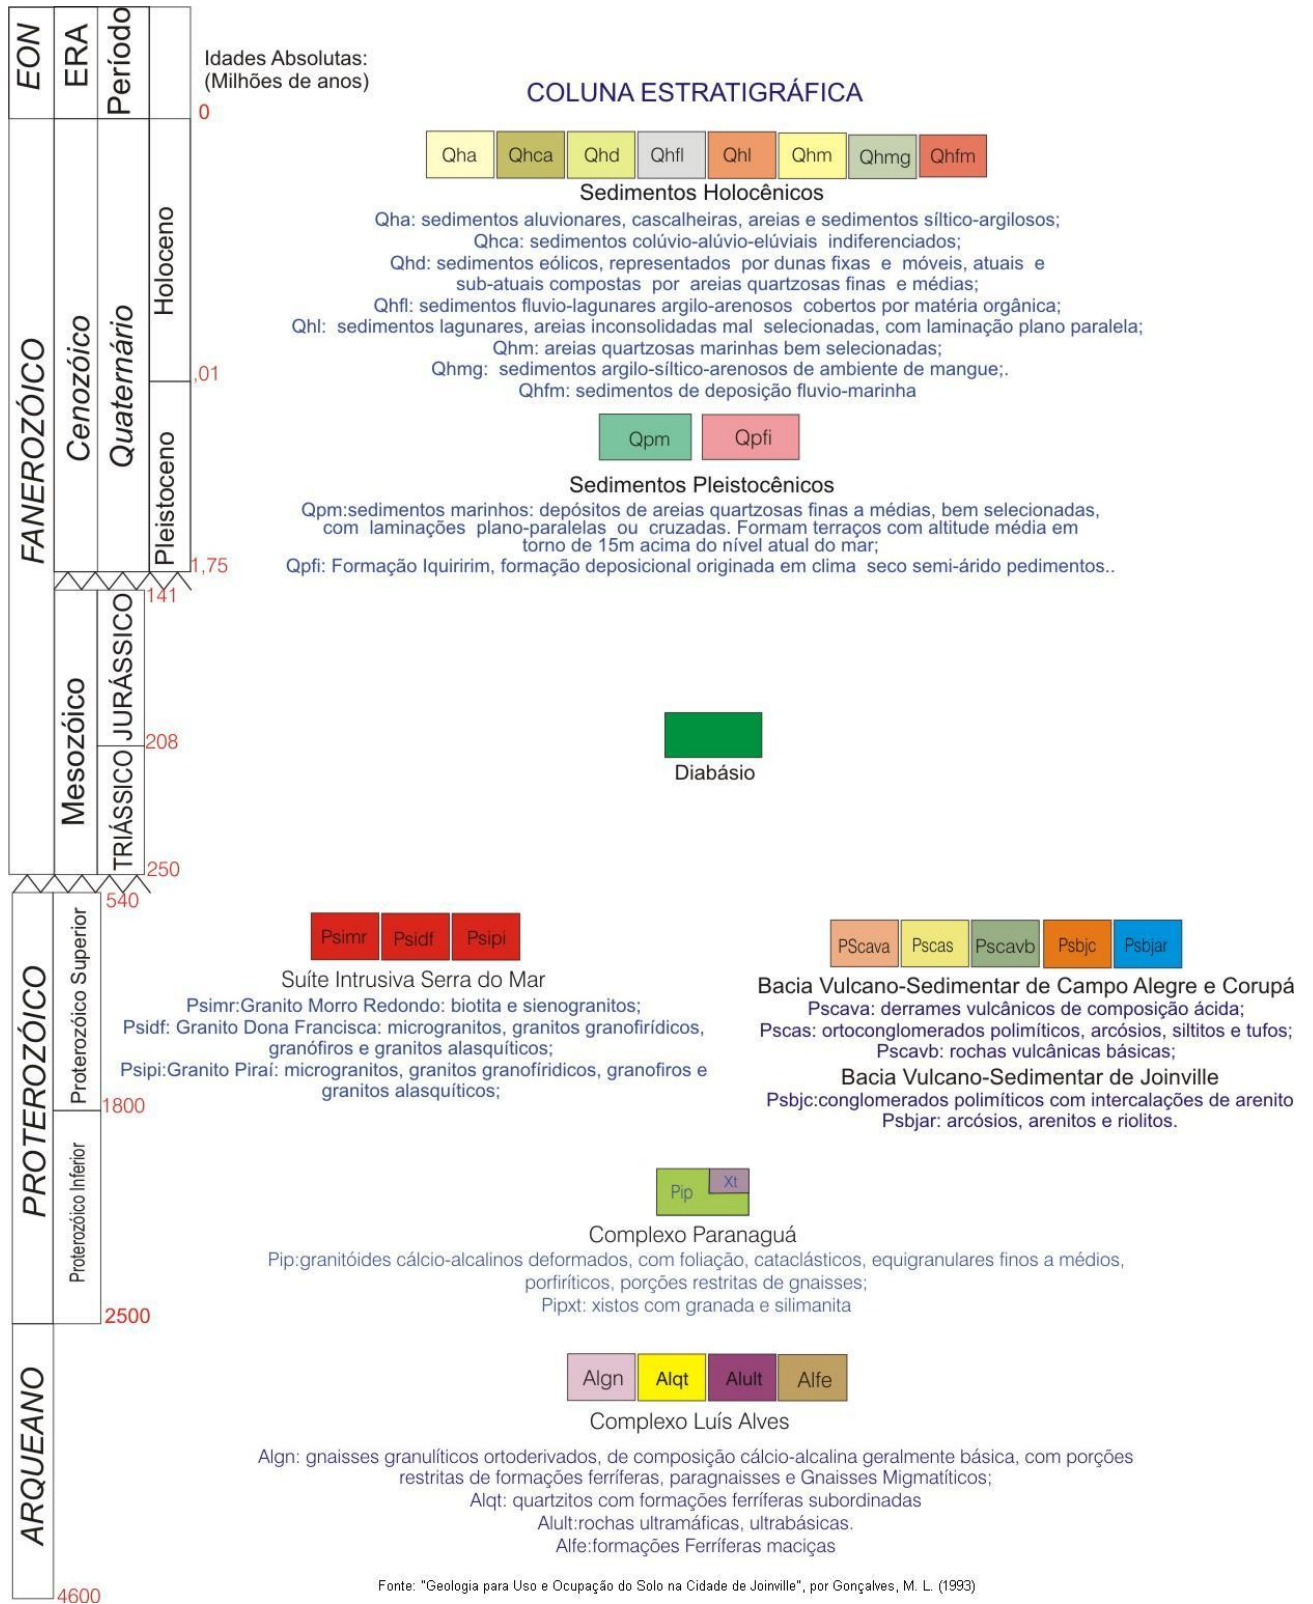 EON
ERA
Período
Idades Absolutas:
(Milhões de anos)
0
COLUNA ESTRATIGRÁFICA
Qha Qhca Qhd Qhfl Qhl Qhm Qhmg Qhfm
Sedimentos Holocênicos
Qha: sedimentos aluvionares, cascalheiras, areias e sedimentos síltico-argilosos;
Qhca: sedimentos colúvio-alúvio-elúviais indiferenciados;
Qhd: sedimentos eólicos, representados por dunas fixas e móveis, atuais e
sub-atuais compostas por areias quartzosas finas e médias;
Qhfl: sedimentos fluvio-lagunares argilo-arenosos cobertos por matéria orgânica;
Qhl: sedimentos lagunares, areias inconsolidadas mal selecionadas, com laminação plano paralela;
Qhm: areias quartzosas marinhas bem selecionadas;
Qhmg: sedimentos argilo-síltico-arenosos de ambiente de mangue;.
Qhfm: sedimentos de deposição fluvio-marinha
FANEROZÓICO
Cenozóico
Quaternário
Holoceno
,01
Pleistoceno
1,75
Qpm Qpfi
Sedimentos Pleistocênicos
Qpm:sedimentos marinhos: depósitos de areias quartzosas finas a médias, bem selecionadas,
com laminações plano-paralelas ou cruzadas. Formam terraços com altitude média em
torno de 15m acima do nível atual do mar;
Qpfi: Formação Iquiririm, formação deposicional originada em clima seco semi-árido pedimentos..
141
Mesozóico
JURÁSSICO
208
TRIÁSSICO
250
Diabásio
540
PROTEROZÓICO
Proterozóico Superior
1800
Proterozóico Inferior
2500
Psimr Psidf Psipi
Suíte Intrusiva Serra do Mar
Psimr:Granito Morro Redondo: biotita e sienogranitos;
Psidf: Granito Dona Francisca: microgranitos, granitos granofirídicos,
granófiros e granitos alasquíticos;
Psipi:Granito Piraí: microgranitos, granitos granofíridicos, granofiros e
granitos alasquíticos;
PScava Pscas Pscavb Psbjc Psbjar
Bacia Vulcano-Sedimentar de Campo Alegre e Corupá
Pscava: derrames vulcânicos de composição ácida;
Pscas: ortoconglomerados polimíticos, arcósios, siltitos e tufos;
Pscavb: rochas vulcânicas básicas;
Bacia Vulcano-Sedimentar de Joinville
Psbjc:conglomerados polimíticos com intercalações de arenito
Psbjar: arcósios, arenitos e riolitos.
Pip Xt
Complexo Paranaguá
Pip:granitóides cálcio-alcalinos deformados, com foliação, cataclásticos, equigranulares finos a médios,
porfiríticos, porções restritas de gnaisses;
Pipxt: xistos com granada e silimanita
ARQUEANO
4600
Algn Alqt Alult Alfe
Complexo Luís Alves
Algn: gnaisses granulíticos ortoderivados, de composição cálcio-alcalina geralmente básica, com porções
restritas de formações ferríferas, paragnaisses e Gnaisses Migmatíticos;
Alqt: quartzitos com formações ferríferas subordinadas
Alult:rochas ultramáficas, ultrabásicas.
Alfe:formações Ferríferas maciças
Fonte: "Geologia para Uso e Ocupação do Solo na Cidade de Joinville", por Gonçalves, M. L. (1993)